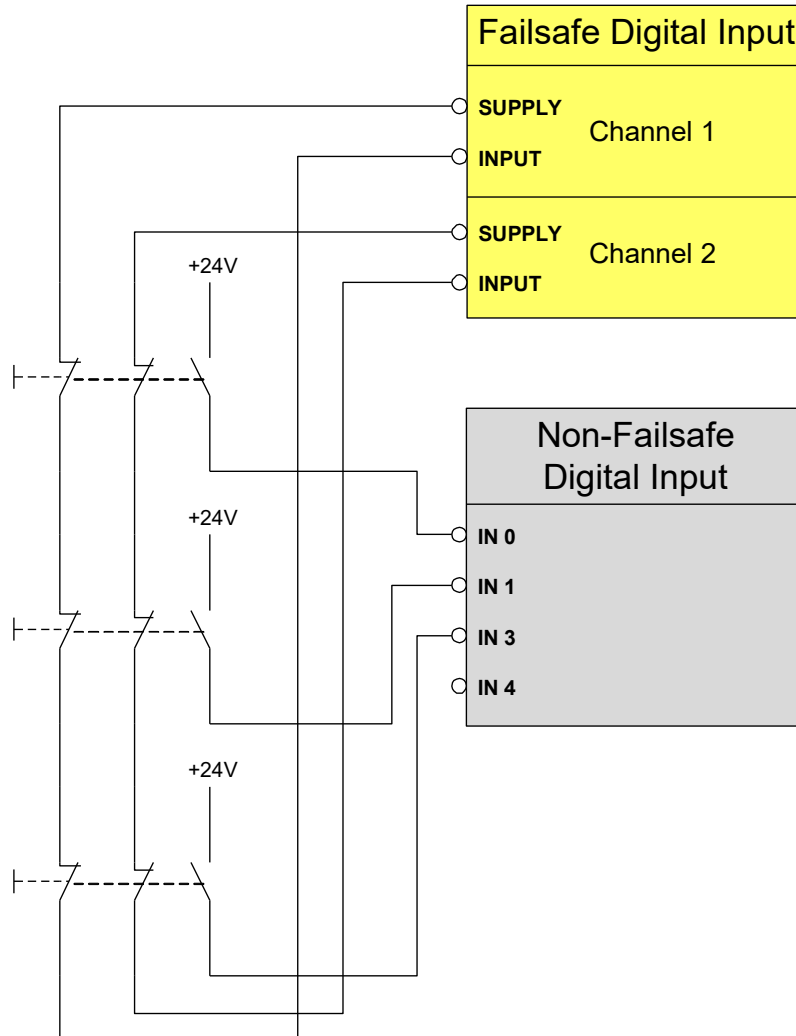 Failsafe Digital Input
SUPPLY
Channel 1
INPUT
SUPPLY
Channel 2
INPUT
+24V
Non-Failsafe
Digital Input
+24V
IN 0
IN 1
IN 3
IN 4
+24V